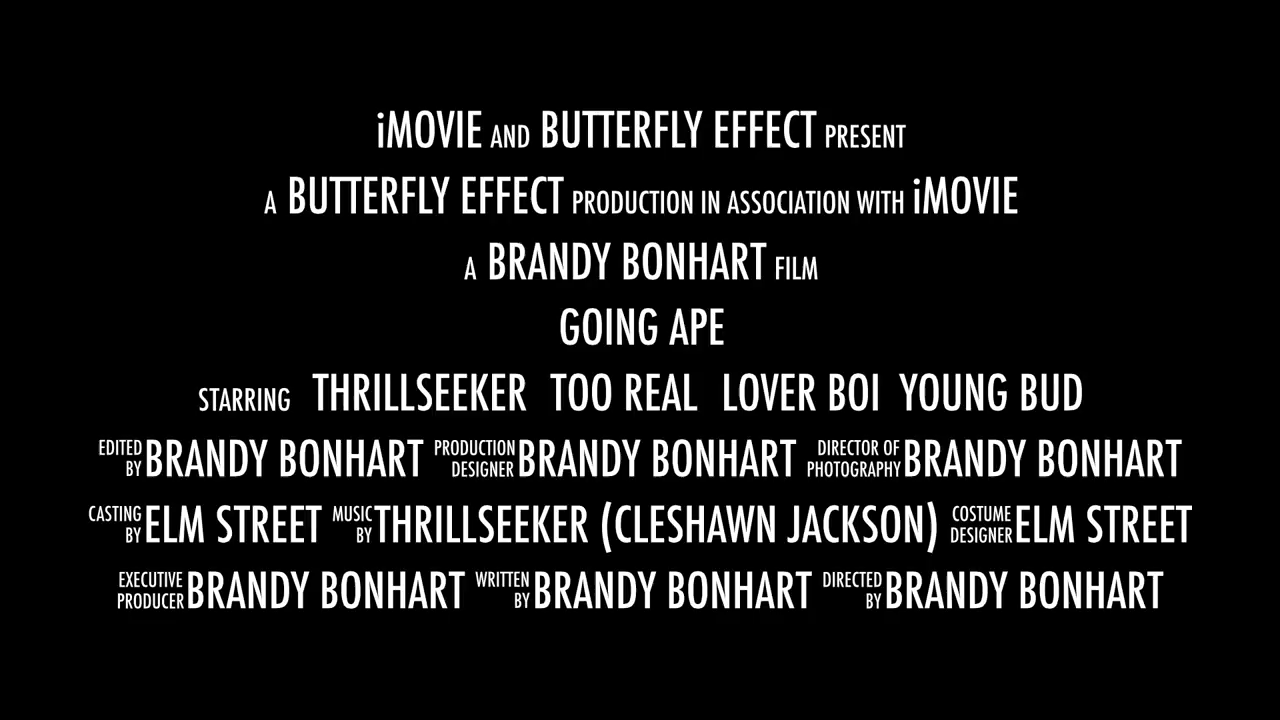 iMOVIE AND BUTTERFLY EFFECT PRESENT
A BUTTERFLY EFFECT PRODUCTION IN ASSOCIATION WITH iMOVIE
A BRANDY BONHART FILM
GOING APE
STARRING THRILLSEEKER TOO REAL LOVER BOI YOUNG BUD
EDITED BY BRANDY BONHART PRODUCTION DESIGNER BRANDY BONHART DIRECTOR OF PHOTOGRAPHY BRANDY BONHART
CASTING BY ELM STREET MUSIC BY THRILLSEEKER (CLESHAWN JACKSON) COSTUME DESIGNER ELM STREET
EXECUTIVE PRODUCER BRANDY BONHART WRITTEN BY BRANDY BONHART DIRECTED BY BRANDY BONHART